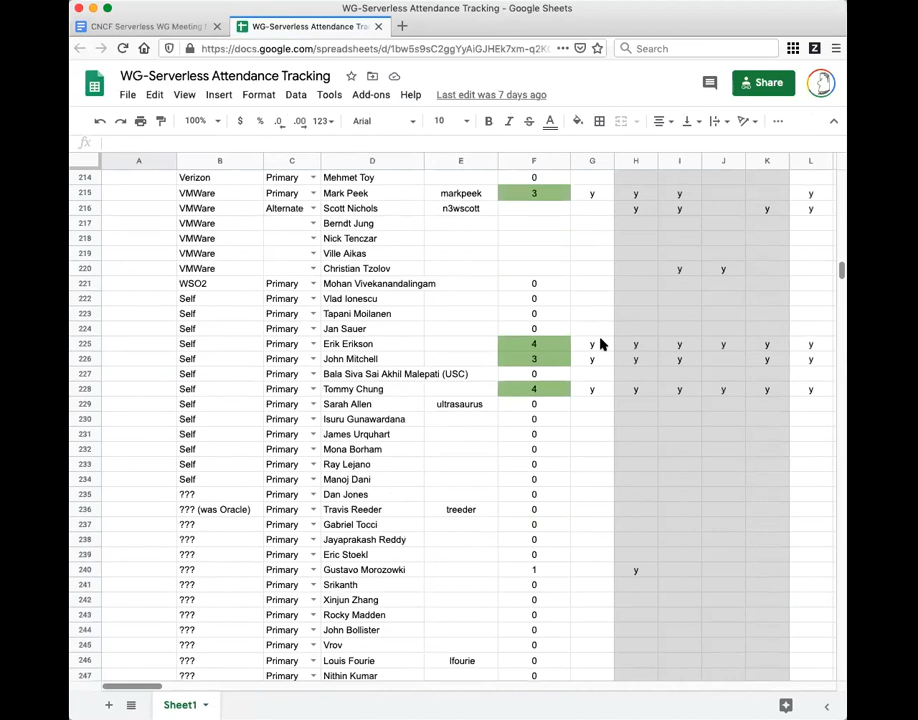 WG-Serverless Attendance Tracking - Google Sheets
CNCF Serverless WG Meeting
WG-Serverless Attendance Tra
https://docs.google.com/spreadsheets/d/1bw5s9sC2ggYyAiGJHEk7xm-q2K
Search
WG-Serverless Attendance Tracking
Share
File Edit View Insert Format Data Tools Add-ons Help Last edit was 7 days ago
100% $ % .0 .00 123 Arial 10 B I S A
fx
A B C D E F G H I J K L
214 Verizon Primary Mehmet Toy 0
215 VMWare Primary Mark Peek markpeek 3 y y y y
216 VMWare Alternate Scott Nichols n3wscott y y y y
217 VMWare Berndt Jung
218 VMWare Nick Tenczar
219 VMWare Ville Aikas
220 VMWare Christian Tzolov y y
221 WSO2 Primary Mohan Vivekanandalingam 0
222 Self Primary Vlad Ionescu 0
223 Self Primary Tapani Moilanen 0
224 Self Primary Jan Sauer 0
225 Self Primary Erik Erikson 4 y y y y y y
226 Self Primary John Mitchell 3 y y y y y
227 Self Primary Bala Siva Sai Akhil Malepati (USC) 0
228 Self Primary Tommy Chung 4 y y y y y y
229 Self Primary Sarah Allen ultrasaurus 0
230 Self Primary Isuru Gunawardana 0
231 Self Primary James Urquhart 0
232 Self Primary Mona Borham 0
233 Self Primary Ray Lejano 0
234 Self Primary Manoj Dani 0
235 ??? Primary Dan Jones 0
236 ??? (was Oracle) Primary Travis Reeder treeder 0
237 ??? Primary Gabriel Tocci 0
238 ??? Primary Jayaprakash Reddy 0
239 ??? Primary Eric Stoekl 0
240 ??? Primary Gustavo Morozowki 1 y
241 ??? Primary Srikanth 0
242 ??? Primary Xinjun Zhang 0
243 ??? Primary Rocky Madden 0
244 ??? Primary John Bollister 0
245 ??? Primary Vrov 0
246 ??? Primary Louis Fourie lfourie 0
247 ??? Primary Nithin Kumar 0
Sheet1